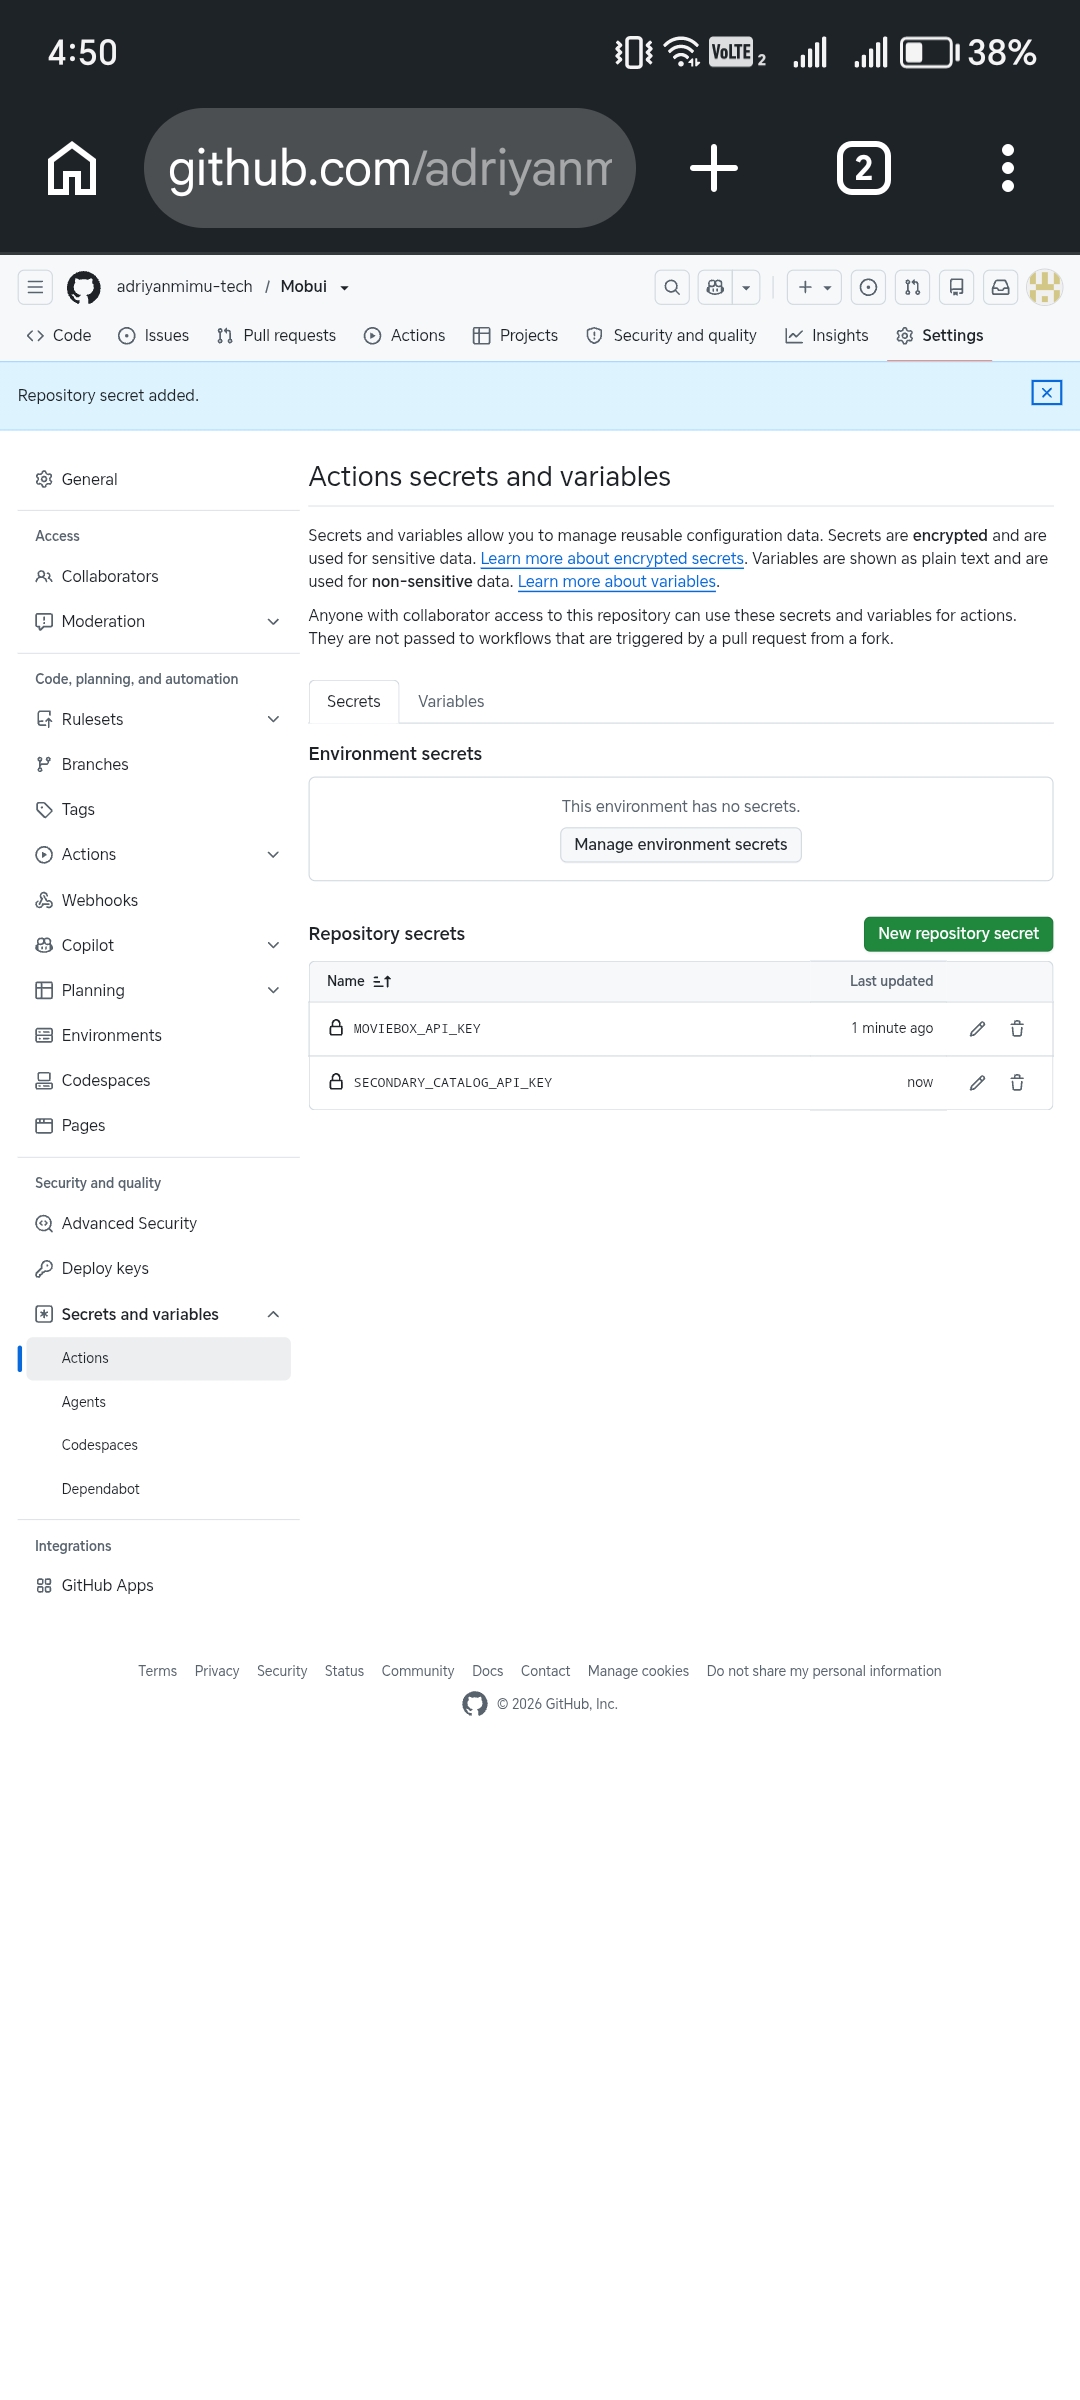 4:50
VoLTE 2
38%
github.com/adriyanm
2
adriyanmimu-tech / Mobui
Code Issues Pull requests Actions Projects Security and quality Insights Settings
Repository secret added.
General
Access
Collaborators
Moderation
Code, planning, and automation
Rulesets
Branches
Tags
Actions
Webhooks
Copilot
Planning
Environments
Codespaces
Pages
Security and quality
Advanced Security
Deploy keys
Secrets and variables
Actions
Agents
Codespaces
Dependabot
Integrations
GitHub Apps
Actions secrets and variables
Secrets and variables allow you to manage reusable configuration data. Secrets are encrypted and are
used for sensitive data. Learn more about encrypted secrets. Variables are shown as plain text and are
used for non-sensitive data. Learn more about variables.
Anyone with collaborator access to this repository can use these secrets and variables for actions.
They are not passed to workflows that are triggered by a pull request from a fork.
Secrets Variables
Environment secrets
This environment has no secrets.
Manage environment secrets
Repository secrets
New repository secret
Name Last updated
MOVIEBOX_API_KEY 1 minute ago
SECONDARY_CATALOG_API_KEY now
Terms Privacy Security Status Community Docs Contact Manage cookies Do not share my personal information
© 2026 GitHub, Inc.